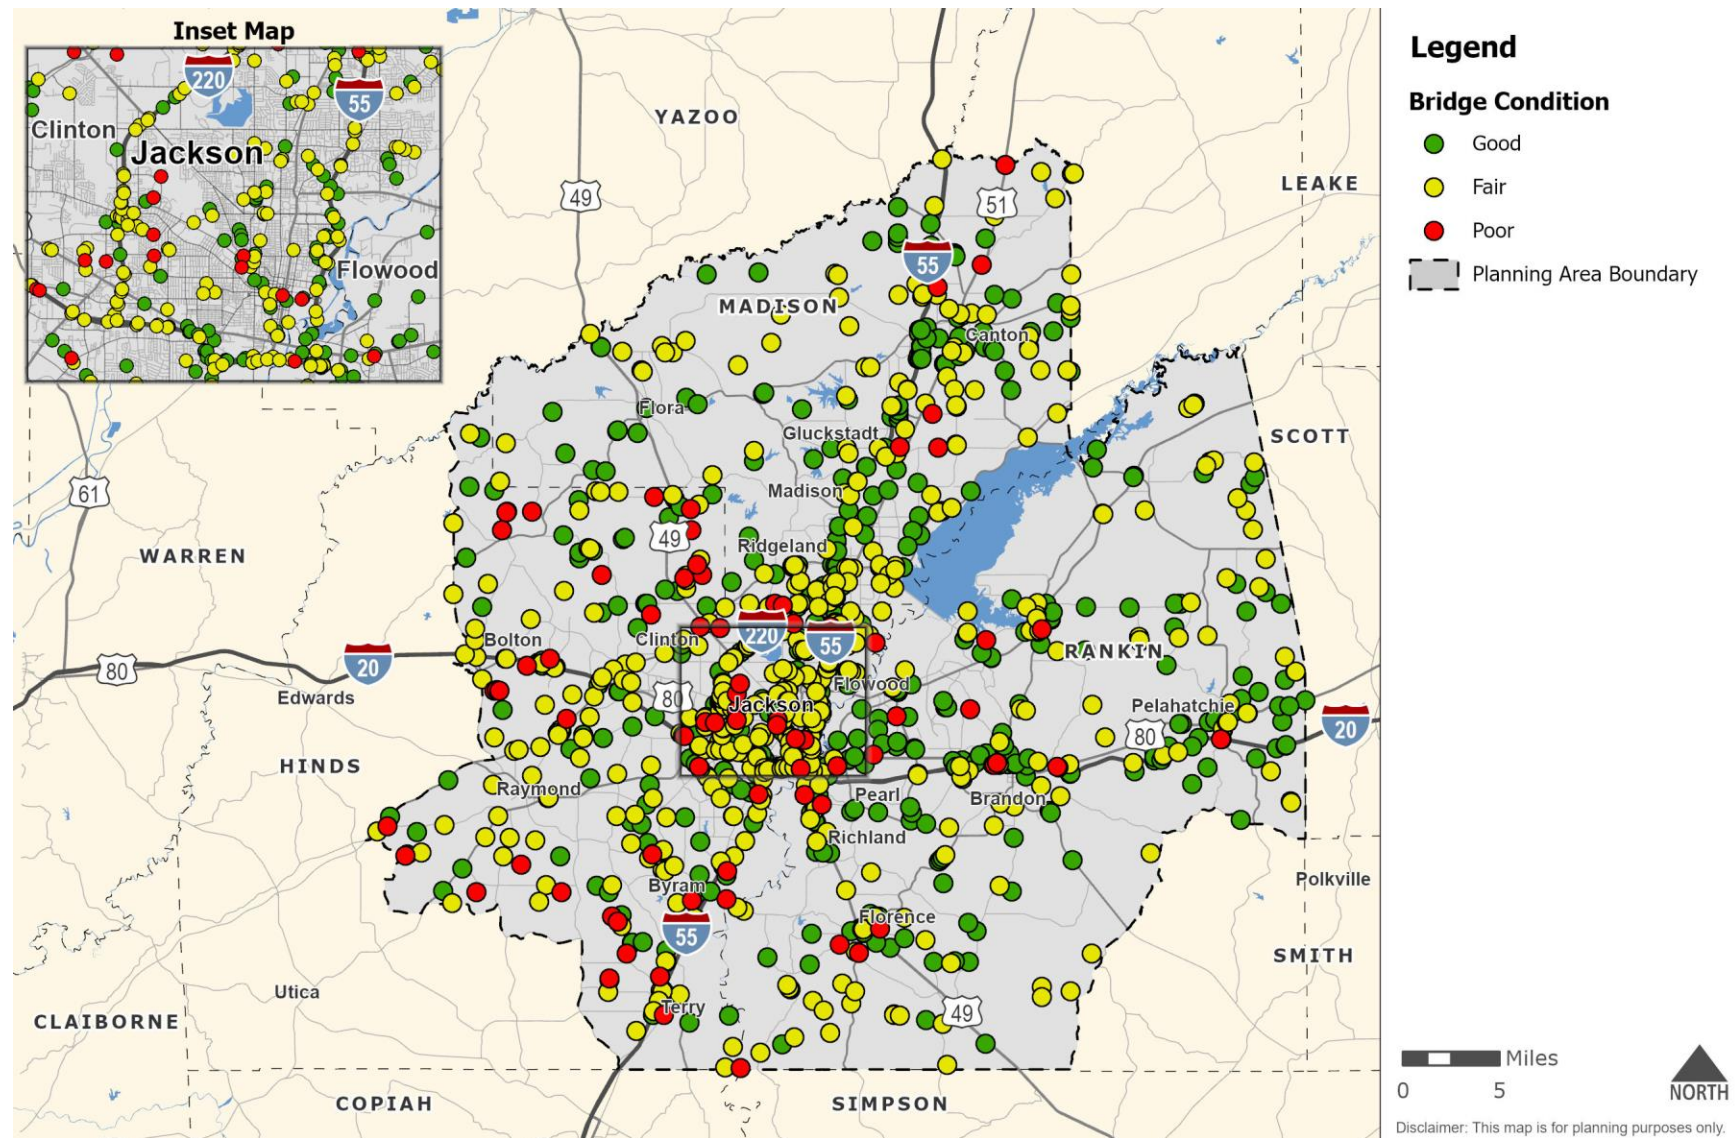 Inset Map
220
55
Clinton
Jackson
Flowood
YAZOO
LEAKE
49
51
55
MADISON
Canton
Flora
Gluckstadt
SCOTT
61
Madison
49
WARREN
Ridgeland
Bolton
Clinton
220
55
RANKIN
80
20
Edwards
80
Flowood
Jackson
Pelahatchie
80
20
HINDS
Raymond
Pearl
Brandon
Richland
Byram
Polkville
Florence
55
SMITH
Utica
Terry
49
CLAIBORNE
COPIAH
SIMPSON
Legend
Bridge Condition
Good
Fair
Poor
Planning Area Boundary
Miles
0 5
NORTH
Disclaimer: This map is for planning purposes only.